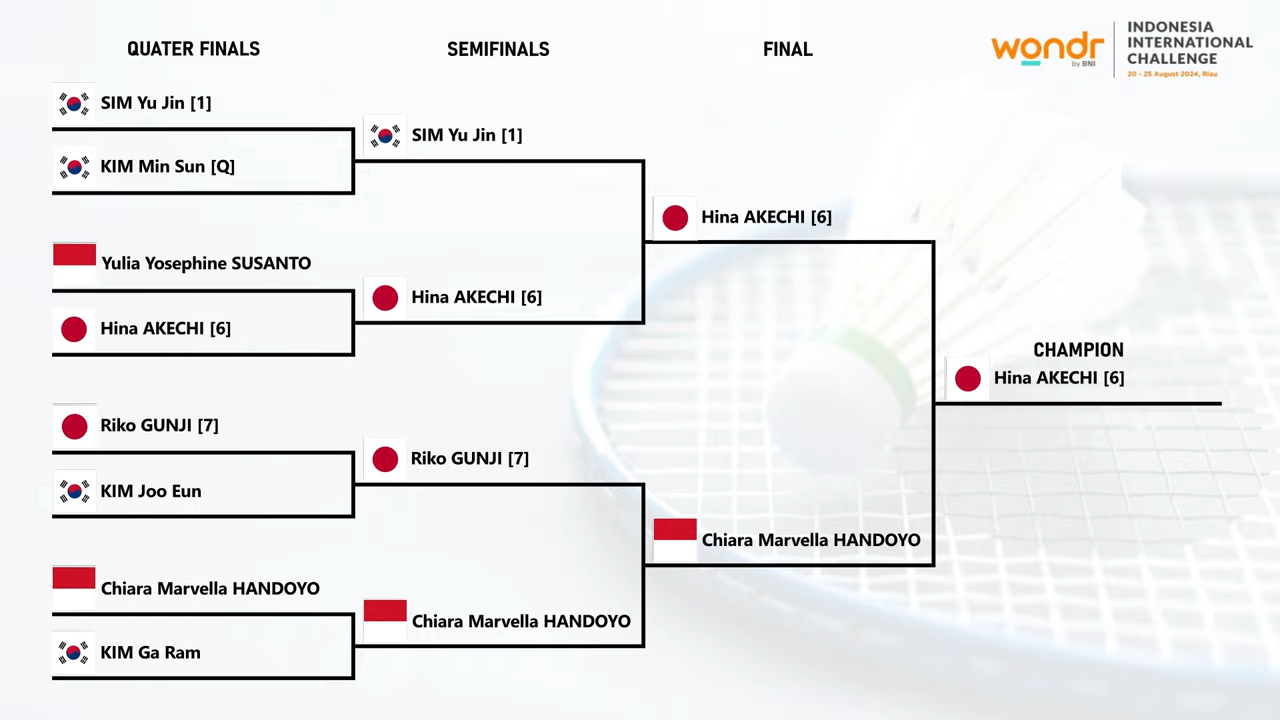 QUATER FINALS
SEMIFINALS
FINAL
wondr
by BNI
INDONESIA
INTERNATIONAL
CHALLENGE
20 - 25 August 2024, Riau
SIM Yu Jin [1]
KIM Min Sun [Q]
Yulia Yosephine SUSANTO
Hina AKECHI [6]
Riko GUNJI [7]
KIM Joo Eun
Chiara Marvella HANDOYO
KIM Ga Ram
SIM Yu Jin [1]
Hina AKECHI [6]
Riko GUNJI [7]
Chiara Marvella HANDOYO
Hina AKECHI [6]
Chiara Marvella HANDOYO
CHAMPION
Hina AKECHI [6]